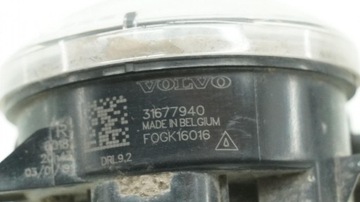 VOLVO
31677940
MADE IN BELGIUM
FOGK16016
DRL9.2